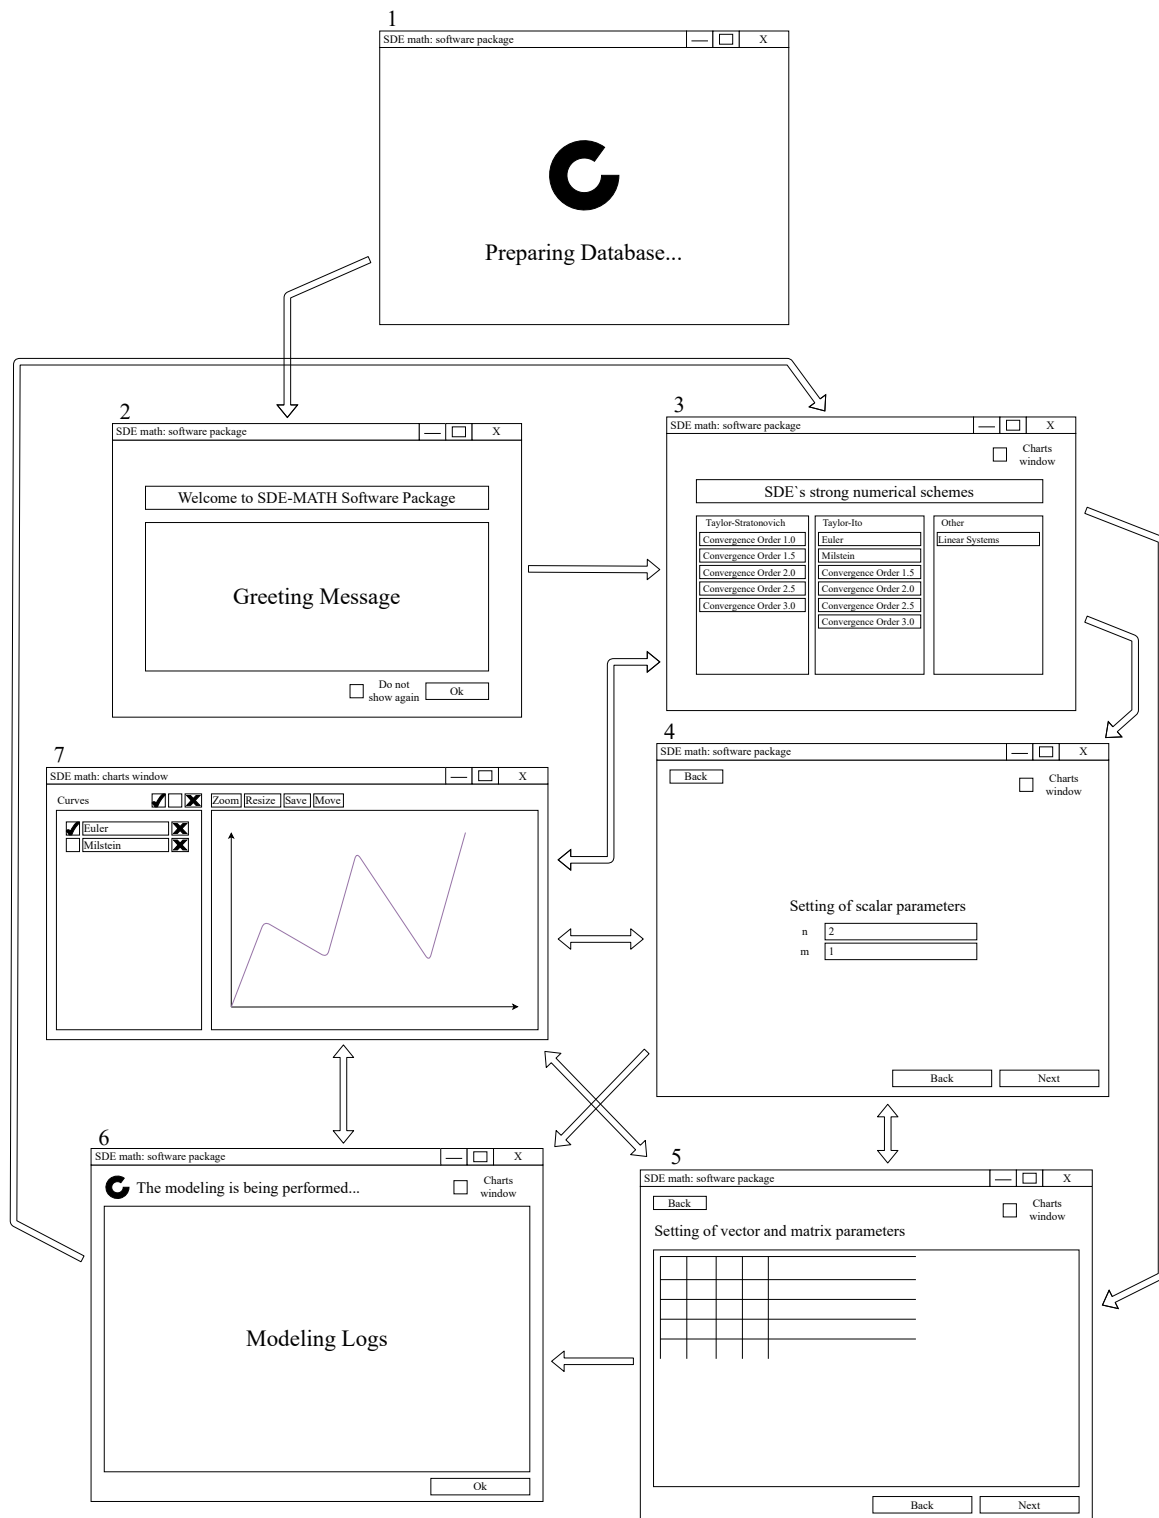 1
SDE math: software package
X
Preparing Database...
2
SDE math: software package
X
Welcome to SDE-MATH Software Package
Greeting Message
Do not
show again
Ok
3
SDE math: software package
X
Charts
window
SDE`s strong numerical schemes
Taylor-Stratonovich
Convergence Order 1.0
Convergence Order 1.5
Convergence Order 2.0
Convergence Order 2.5
Convergence Order 3.0
Taylor-Ito
Euler
Milstein
Convergence Order 1.5
Convergence Order 2.0
Convergence Order 2.5
Convergence Order 3.0
Other
Linear Systems
4
SDE math: software package
X
Back
Charts
window
Setting of scalar parameters
n 2
m 1
Back
Next
7
SDE math: charts window
X
Curves
Zoom Resize Save Move
Euler
Milstein
6
SDE math: software package
X
The modeling is being performed...
Charts
window
Modeling Logs
Ok
5
SDE math: software package
X
Back
Charts
window
Setting of vector and matrix parameters
Back
Next